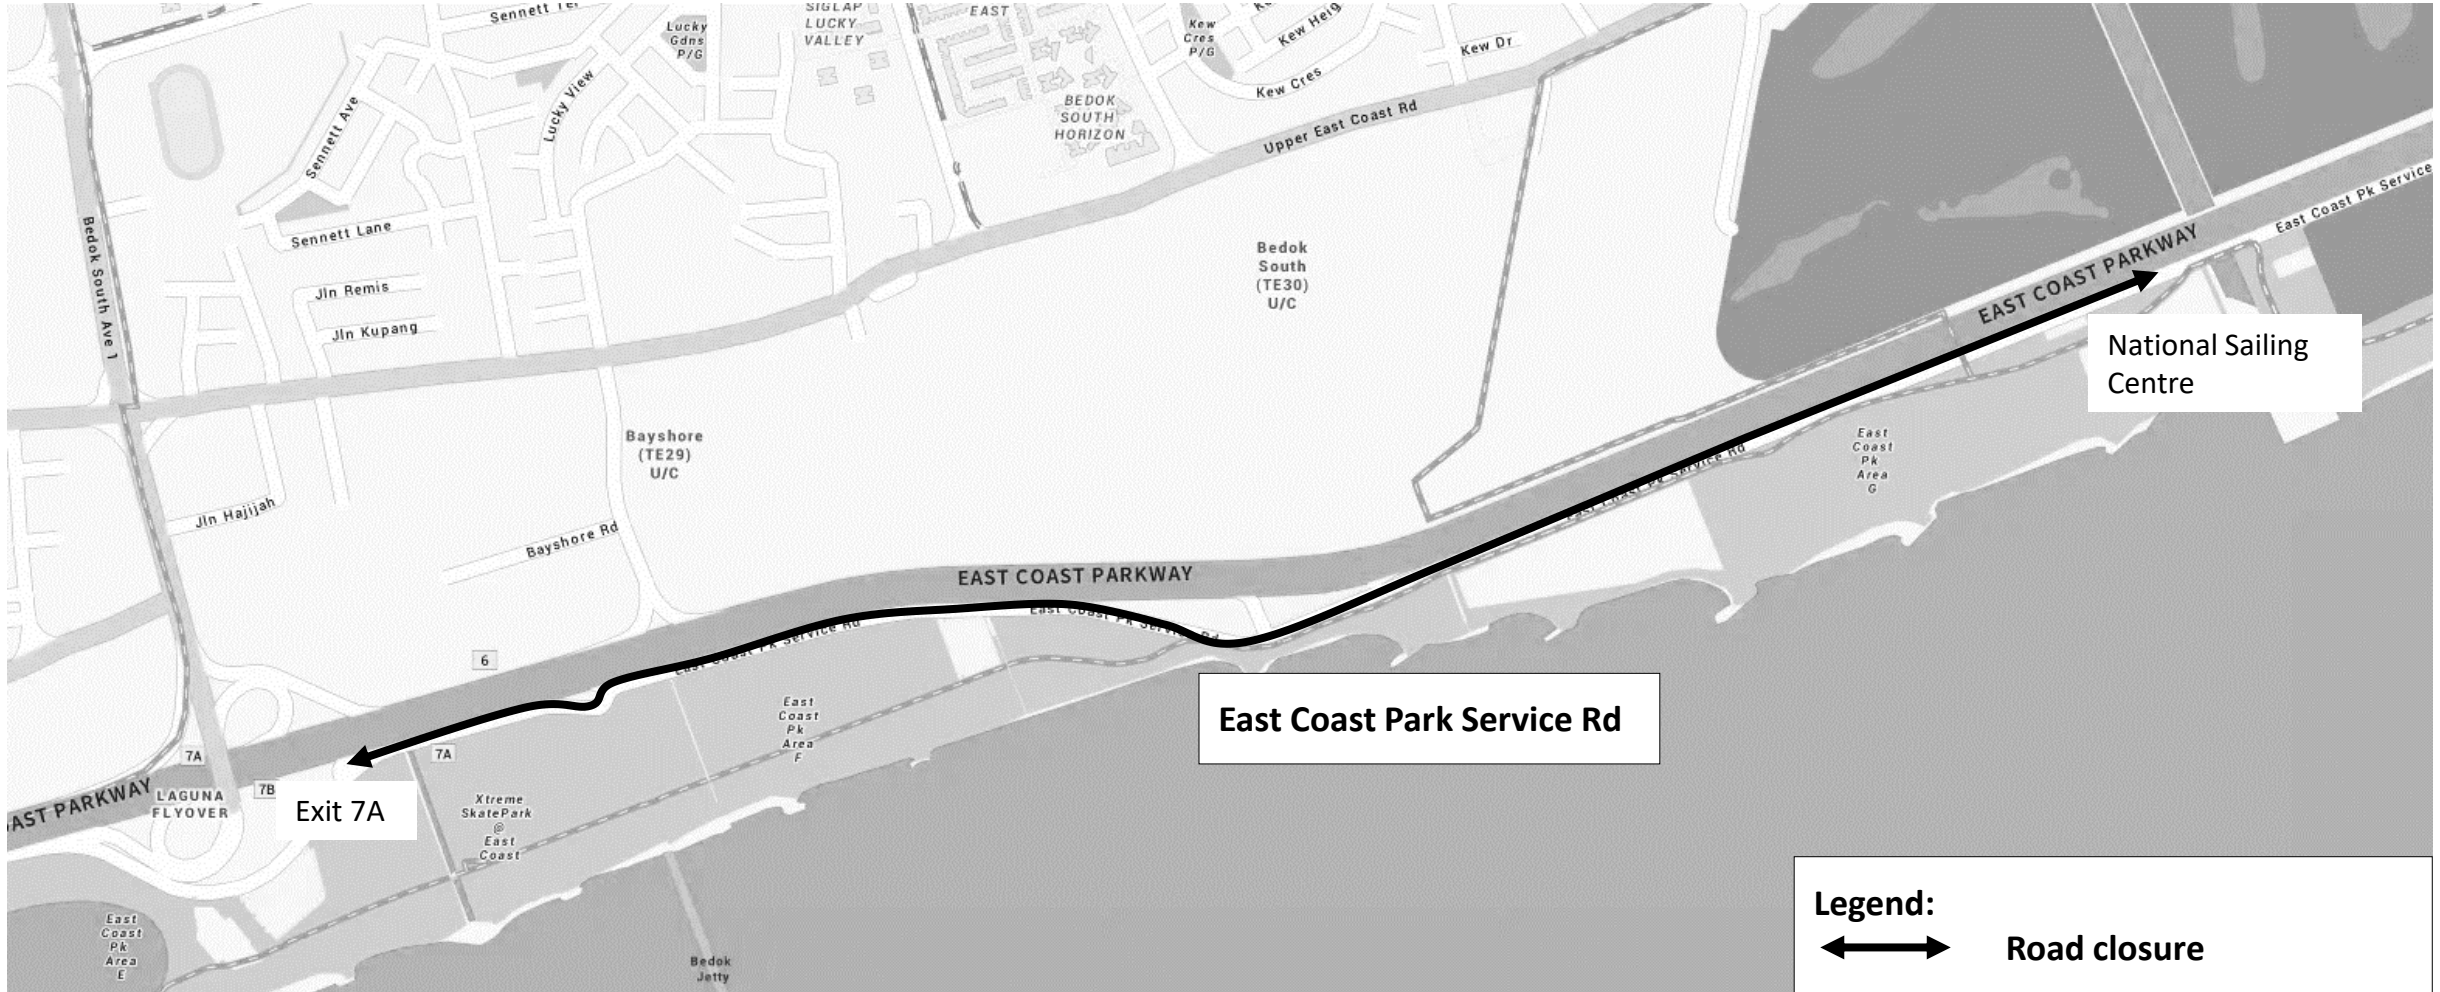 Sennett Ter
Lucky
Gdns
P/G
SIGLAP
LUCKY
VALLEY
EAST
Kew
Cres
P/G
Kew Heig
Kew Dr
Kew Cres
Lucky View
Sennett Ave
BEDOK
SOUTH
HORIZON
Upper East Coast Rd
East Coast Pk Service
Bedok South Ave 1
Sennett Lane
Jln Remis
Jln Kupang
Bedok
South
(TE30)
U/C
EAST COAST PARKWAY
National Sailing
Centre
Bayshore
(TE29)
U/C
East
Coast
Pk
Area
G
East Coast Pk Service Rd
Jln Hajijah
Bayshore Rd
EAST COAST PARKWAY
East Coast Pk Service Rd
East Coast Pk Service Rd
6
East Coast Park Service Rd
East
Coast
Pk
Area
F
7A
7A
7B
AST PARKWAY
LAGUNA
FLYOVER
Exit 7A
Xtreme
SkatePark
@
East
Coast
East
Coast
Pk
Area
E
Bedok
Jetty
Legend:
Road closure